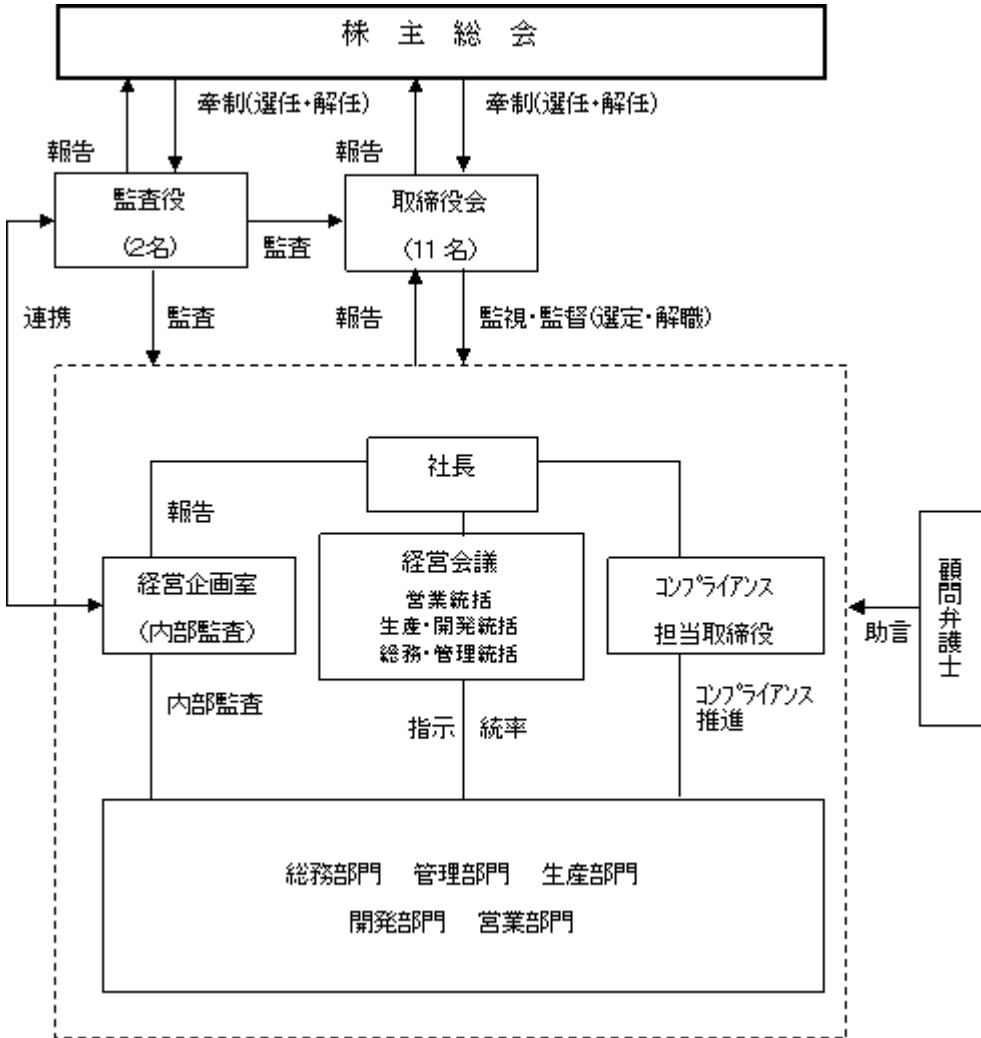 株主総会
牽制(選任・解任)
牽制(選任・解任)
報告
報告
監査役
(2名)
監査
取締役会
(11名)
連携
監査
報告
監視・監督(選定・解職)
社長
報告
経営企画室
(内部監査)
経営会議
営業統括
生産・開発統括
総務・管理統括
コンプライアンス
担当取締役
顧問弁護士
助言
内部監査
指示
統率
コンプライアンス
推進
総務部門 管理部門 生産部門
開発部門 営業部門